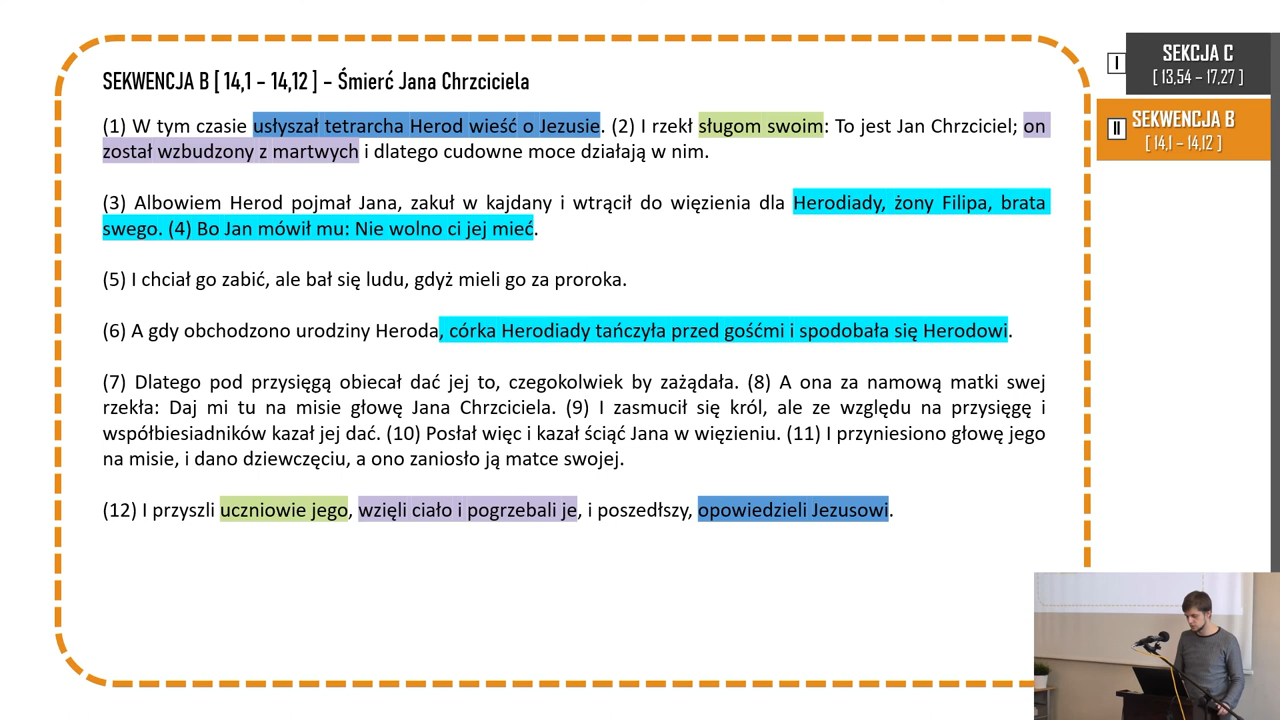 SEKWENCJA B [ 14,1 – 14,12 ] – Śmierć Jana Chrzciciela
(1) W tym czasie usłyszał tetrarcha Herod wieść o Jezusie. (2) I rzekł sługom swoim: To jest Jan Chrzciciel; on
został wzbudzony z martwych i dlatego cudowne moce działają w nim.
(3) Albowiem Herod pojmał Jana, zakuł w kajdany i wtrącił do więzienia dla Herodiady, żony Filipa, brata
swego. (4) Bo Jan mówił mu: Nie wolno ci jej mieć.
(5) I chciał go zabić, ale bał się ludu, gdyż mieli go za proroka.
(6) A gdy obchodzono urodziny Heroda, córka Herodiady tańczyła przed gośćmi i spodobała się Herodowi.
(7) Dlatego pod przysięgą obiecał dać jej to, czegokolwiek by zażądała. (8) A ona za namową matki swej
rzekła: Daj mi tu na misie głowę Jana Chrzciciela. (9) I zasmucił się król, ale ze względu na przysięgę i
współbiesiadników kazał jej dać. (10) Posłał więc i kazał ściąć Jana w więzieniu. (11) I przyniesiono głowę jego
na misie, i dano dziewczęciu, a ono zaniosło ją matce swojej.
(12) I przyszli uczniowie jego, wzięli ciało i pogrzebali je, i poszedłszy, opowiedzieli Jezusowi.
I
SEKCJA C
[ 13,54 – 17,27 ]
II
SEKWENCJA B
[ 14,1 – 14,12 ]